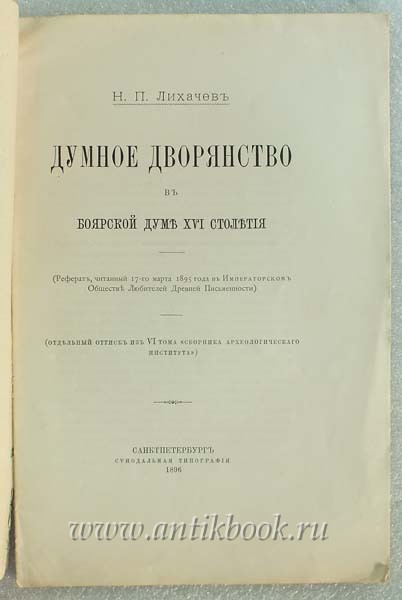 Н. П. Лихачевъ
ДУМНОЕ ДВОРЯНСТВО
ВЪ
БОЯРСКОЙ ДУМѢ XVI СТОЛѢТІЯ
(Рефератъ, читанный 17-го марта 1895 года въ Императорскомъ
Обществѣ Любителей Древней Письменности)
(ОТДѢЛЬНЫЙ ОТТИСКЪ ИЗЪ VI ТОМА «СБОРНИКА АРХЕОЛОГИЧЕСКАГО
ИНСТИТУТА»)
САНКТПЕТЕРБУРГЪ
СѴНОДАЛЬНАЯ ТИПОГРАФІЯ
1896
www.antikbook.ru